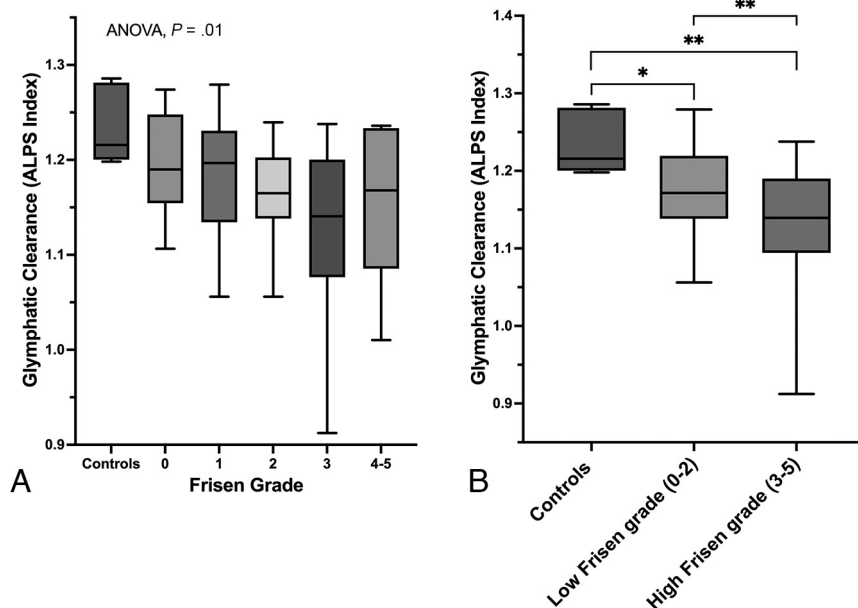 ANOVA, P = .01
Glymphatic Clearance (ALPS Index)
1.3
1.2
1.1
1.0
0.9
Controls 0 1 2 3 4-5
Frisen Grade
A
**
**
*
Glymphatic Clearance (ALPS Index)
1.4
1.3
1.2
1.1
1.0
0.9
Controls
Low Frisen grade (0-2)
High Frisen grade (3-5)
B